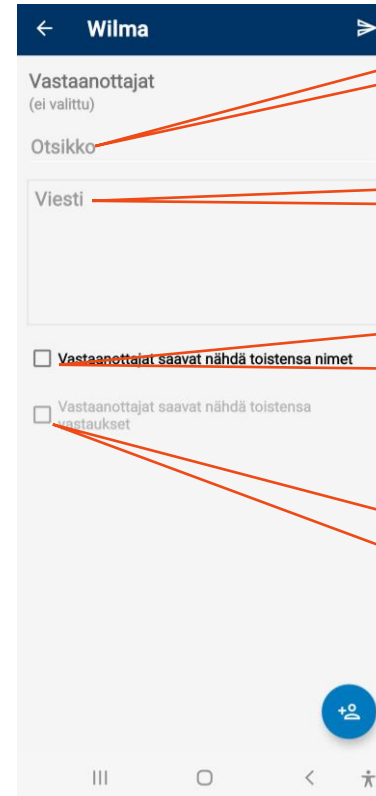 Wilma
Vastaanottajat
(ei valittu)
Otsikko
Viesti
Vastaanottajat saavat nähdä toistensa nimet
Vastaanottajat saavat nähdä toistensa
vastaukset